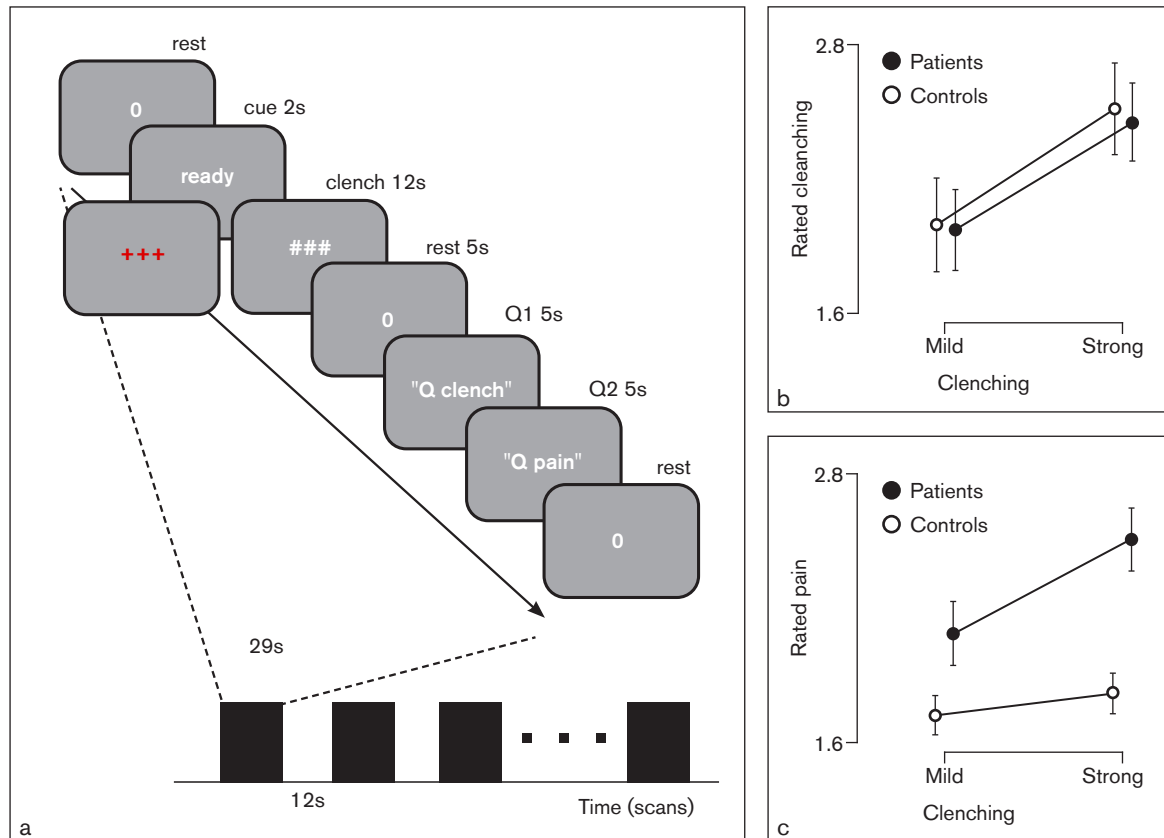 rest
0
cue 2s
ready
clench 12s
+++
###
rest 5s
0
Q1 5s
"Q clench"
Q2 5s
"Q pain"
rest
0
29s
12s
Time (scans)
a
2.8
Patients
Controls
Rated cleanching
1.6
Mild
Strong
Clenching
b
2.8
Patients
Controls
Rated pain
1.6
Mild
Strong
Clenching
c